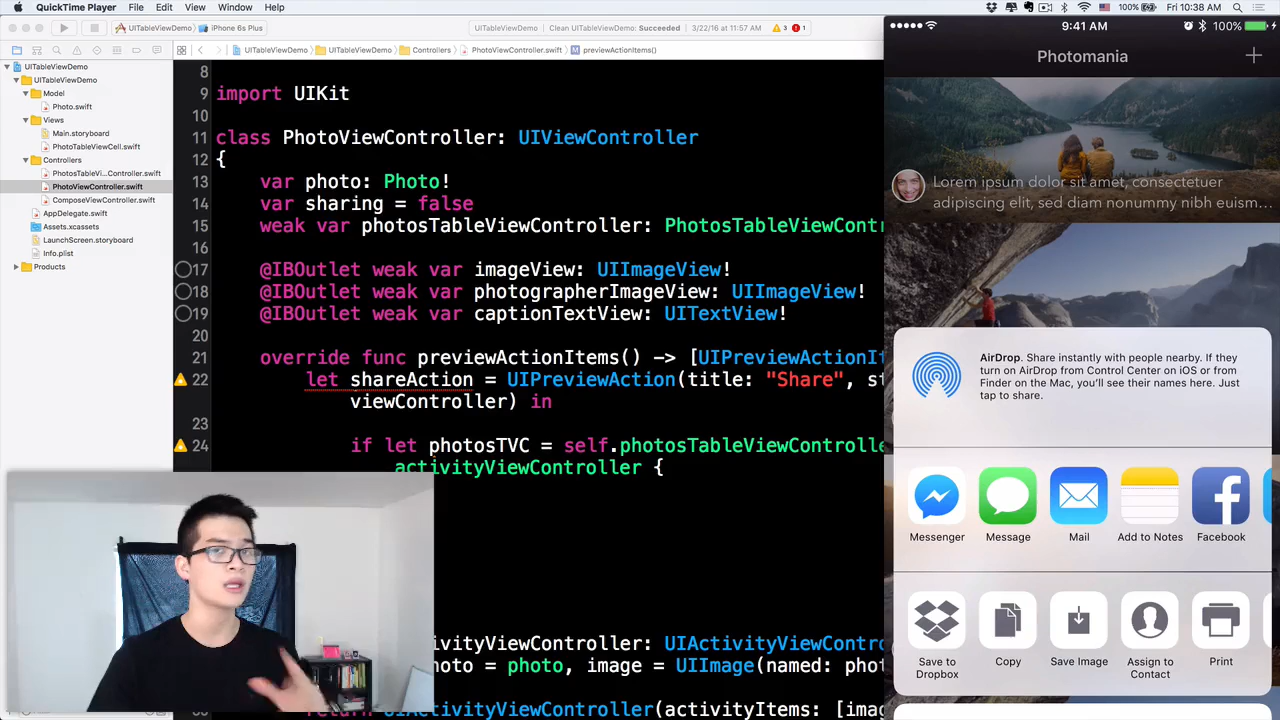 QuickTime Player File Edit View Window Help
100% Fri 10:38 AM
UITableViewDemo iPhone 6s Plus
UITableViewDemo Clean UITableViewDemo: Succeeded 3/22/16 at 11:57 AM 3 1
UITableViewDemo UITableViewDemo Controllers PhotoViewController.swift previewActionItems()
UITableViewDemo
UITableViewDemo
Model
Photo.swift
Views
Main.storyboard
PhotoTableViewCell.swift
Controllers
PhotosTableVi...Controller.swift
PhotoViewController.swift
ComposeViewController.swift
AppDelegate.swift
Assets.xcassets
LaunchScreen.storyboard
Info.plist
Products
8
9 import UIKit
10
11 class PhotoViewController: UIViewController
12 {
13 var photo: Photo!
14 var sharing = false
15 weak var photosTableViewController: PhotosTableViewContr
16
17 @IBOutlet weak var imageView: UIImageView!
18 @IBOutlet weak var photographerImageView: UIImageView!
19 @IBOutlet weak var captionTextView: UITextView!
20
21 override func previewActionItems() -> [UIPreviewActionIt
22 let shareAction = UIPreviewAction(title: "Share", st
viewController) in
23
24 if let photosTVC = self.photosTableViewControlle
activityViewController {
ivityViewController: UIActivityViewContro
hoto = photo, image = UIImage(named: phot
return UIActivityViewController(activityItems: [imag
9:41 AM 100%
Photomania
Lorem ipsum dolor sit amet, consectetuer
adipiscing elit, sed diam nonummy nibh euism...
AirDrop. Share instantly with people nearby. If they
turn on AirDrop from Control Center on iOS or from
Finder on the Mac, you'll see their names here. Just
tap to share.
Messenger Message Mail Add to Notes Facebook
Save to Dropbox Copy Save Image Assign to Contact Print